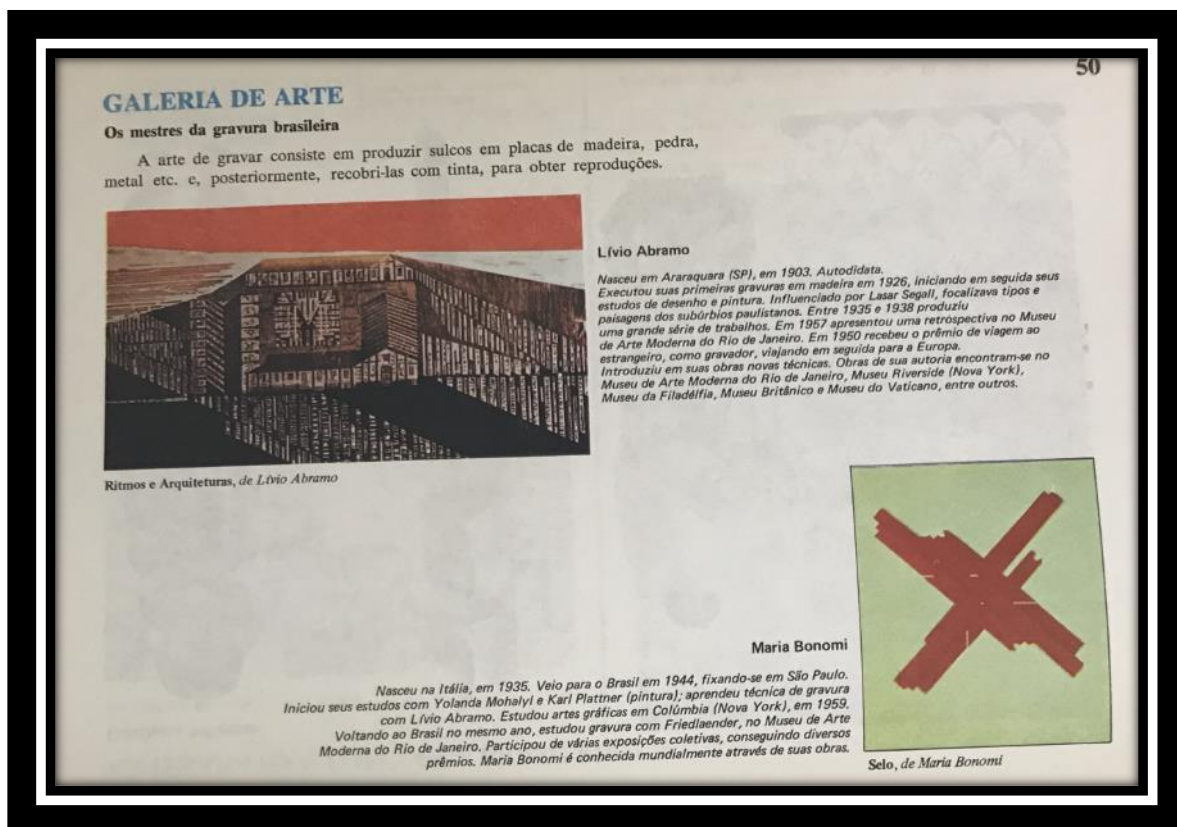 50
GALERIA DE ARTE
Os mestres da gravura brasileira
A arte de gravar consiste em produzir sulcos em placas de madeira, pedra,
metal etc. e, posteriormente, recobri-las com tinta, para obter reproduções.
Lívio Abramo
Nasceu em Araraquara (SP), em 1903. Autodidata.
Executou suas primeiras gravuras em madeira em 1926, iniciando em seguida seus
estudos de desenho e pintura. Influenciado por Lasar Segall, focalizava tipos e
paisagens dos subúrbios paulistanos. Entre 1935 e 1938 produziu
uma grande série de trabalhos. Em 1957 apresentou uma retrospectiva no Museu
de Arte Moderna do Rio de Janeiro. Em 1950 recebeu o prêmio de viagem ao
estrangeiro, como gravador, viajando em seguida para a Europa.
Introduziu em suas obras novas técnicas. Obras de sua autoria encontram-se no
Museu de Arte Moderna do Rio de Janeiro, Museu Riverside (Nova York),
Museu da Filadélfia, Museu Britânico e Museu do Vaticano, entre outros.
Ritmos e Arquiteturas, de Lívio Abramo
Maria Bonomi
Nasceu na Itália, em 1935. Veio para o Brasil em 1944, fixando-se em São Paulo.
Iniciou seus estudos com Yolanda Mohalyl e Karl Plattner (pintura); aprendeu técnica de gravura
com Lívio Abramo. Estudou artes gráficas em Colúmbia (Nova York), em 1959.
Voltando ao Brasil no mesmo ano, estudou gravura com Friedlaender, no Museu de Arte
Moderna do Rio de Janeiro. Participou de várias exposições coletivas, conseguindo diversos
prêmios. Maria Bonomi é conhecida mundialmente através de suas obras.
Selo, de Maria Bonomi